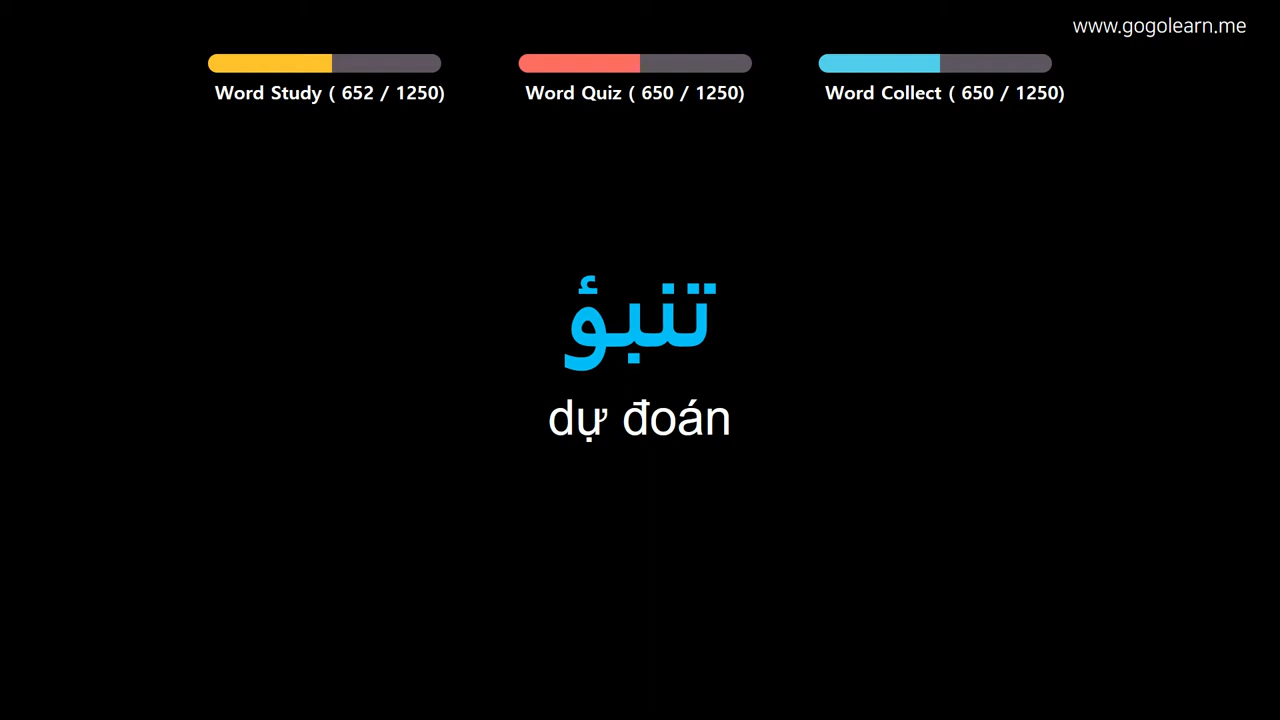 www.gogolearn.me
Word Study ( 652 / 1250)
Word Quiz ( 650 / 1250)
Word Collect ( 650 / 1250)
تنبؤ
dự đoán